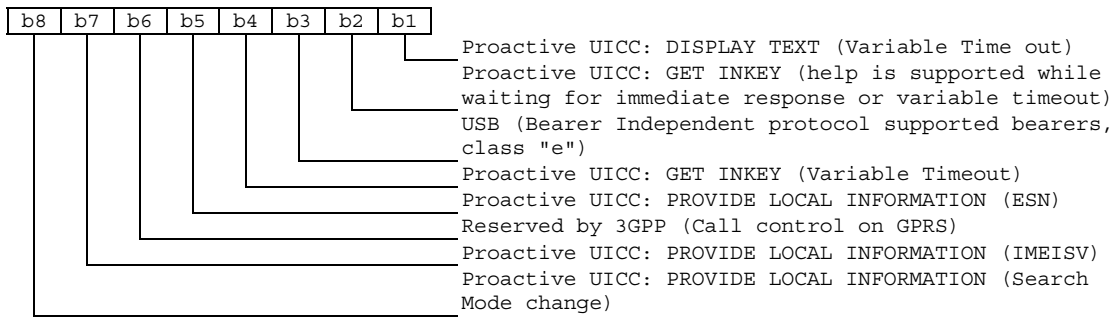 b8 b7 b6 b5 b4 b3 b2 b1
Proactive UICC: DISPLAY TEXT (Variable Time out)
Proactive UICC: GET INKEY (help is supported while
waiting for immediate response or variable timeout)
USB (Bearer Independent protocol supported bearers,
class "e")
Proactive UICC: GET INKEY (Variable Timeout)
Proactive UICC: PROVIDE LOCAL INFORMATION (ESN)
Reserved by 3GPP (Call control on GPRS)
Proactive UICC: PROVIDE LOCAL INFORMATION (IMEISV)
Proactive UICC: PROVIDE LOCAL INFORMATION (Search
Mode change)